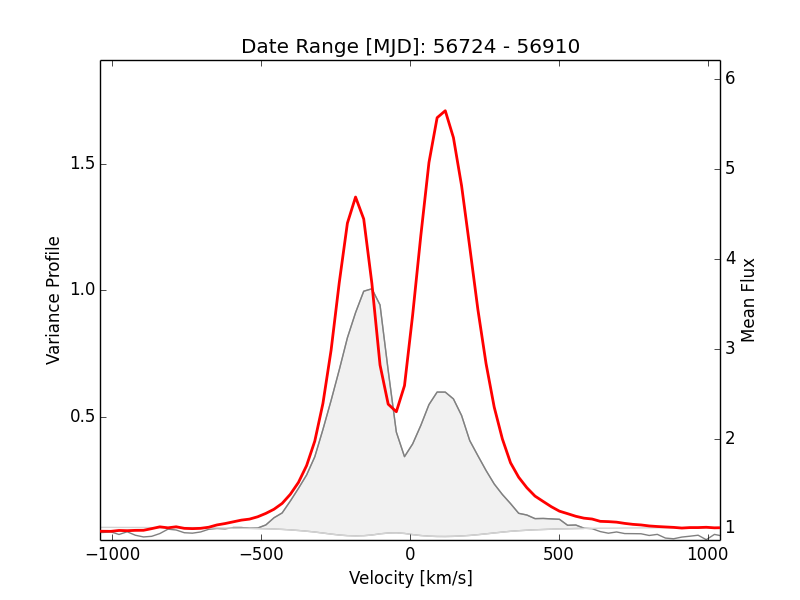 Date Range [MJD]: 56724 - 56910
1.5
1.0
0.5
Variance Profile
6
5
4
3
2
1
Mean Flux
−1000 −500 0 500 1000
Velocity [km/s]